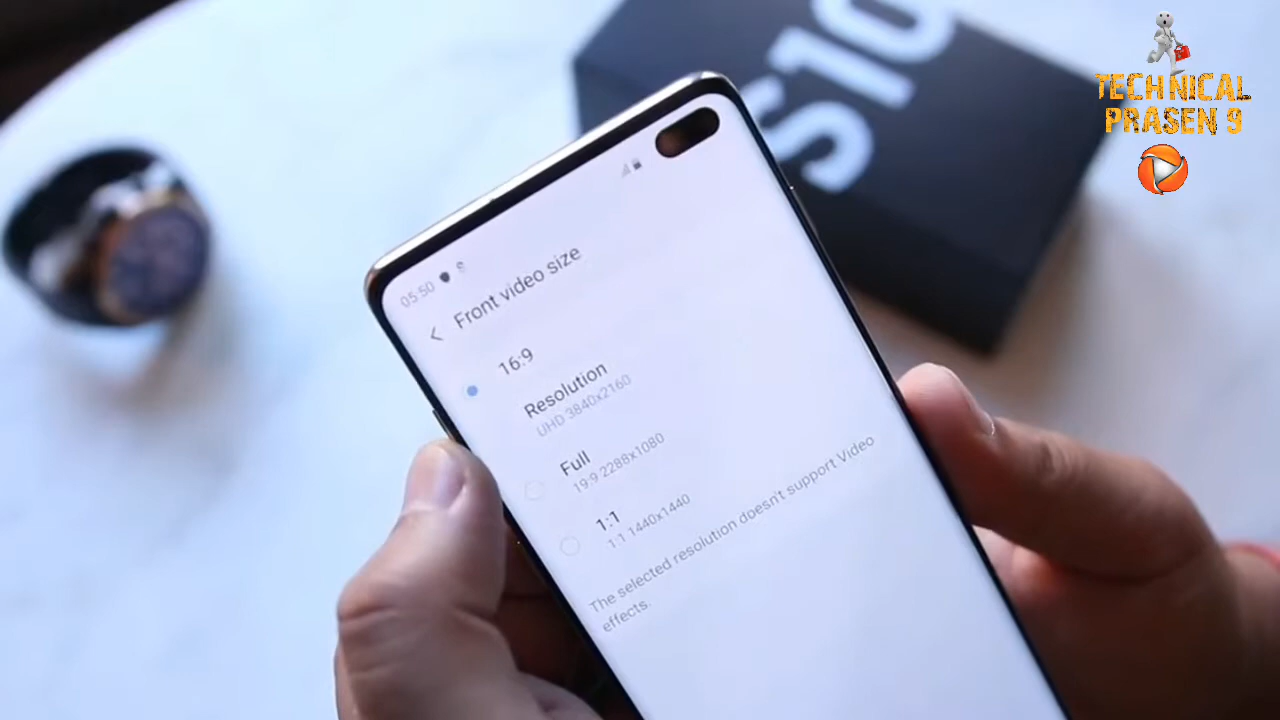 S10
TECHNICAL
PRASEN 9
05:50
Front video size
16:9
Resolution
UHD 3840x2160
Full
19:9 2288x1080
1:1
1:1 1440x1440
The selected resolution doesn't support Video
effects.